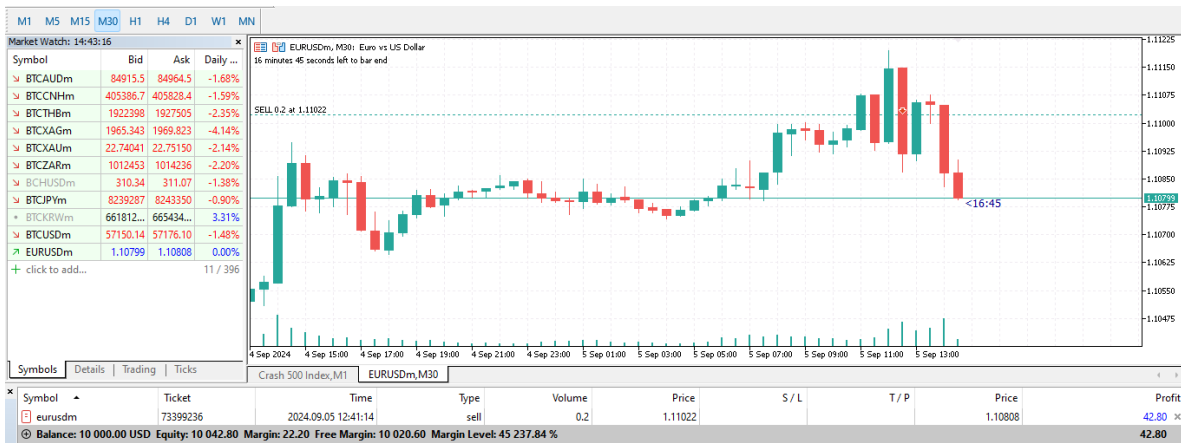 M1 M5 M15 M30 H1 H4 D1 W1 MN
Market Watch: 14:43:16 ×
Symbol Bid Ask Daily ...
BTCAUDm 84915.5 84964.5 -1.68%
BTCCNHm 405386.7 405828.4 -1.59%
BTCTHBm 1922398 1927505 -2.35%
BTCXAGm 1965.343 1969.823 -4.14%
BTCXAUm 22.74041 22.75150 -2.14%
BTCZARm 1012453 1014236 -2.20%
BCHUSDm 310.34 311.07 -1.38%
BTCJPYm 8239287 8243350 -0.90%
BTCKRWm 661812... 665434... 3.31%
BTCUSDm 57150.14 57176.10 -1.48%
EURUSDm 1.10799 1.10808 0.00%
+ click to add... 11 / 396
Symbols | Details | Trading | Ticks
EURUSDm, M30: Euro vs US Dollar
16 minutes 45 seconds left to bar end
SELL 0.2 at 1.11022
<16:45
1.11225
1.11150
1.11075
1.11000
1.10925
1.10850
1.10799
1.10775
1.10700
1.10625
1.10550
1.10475
4 Sep 2024 4 Sep 15:00 4 Sep 17:00 4 Sep 19:00 4 Sep 21:00 4 Sep 23:00 5 Sep 01:00 5 Sep 03:00 5 Sep 05:00 5 Sep 07:00 5 Sep 09:00 5 Sep 11:00 5 Sep 13:00
Crash 500 Index,M1 EURUSDm,M30
Symbol Ticket Time Type Volume Price S / L T / P Price Profit
eurusdm 73399236 2024.09.05 12:41:14 sell 0.2 1.11022 1.10808 42.80
Balance: 10 000.00 USD Equity: 10 042.80 Margin: 22.20 Free Margin: 10 020.60 Margin Level: 45 237.84 % 42.80